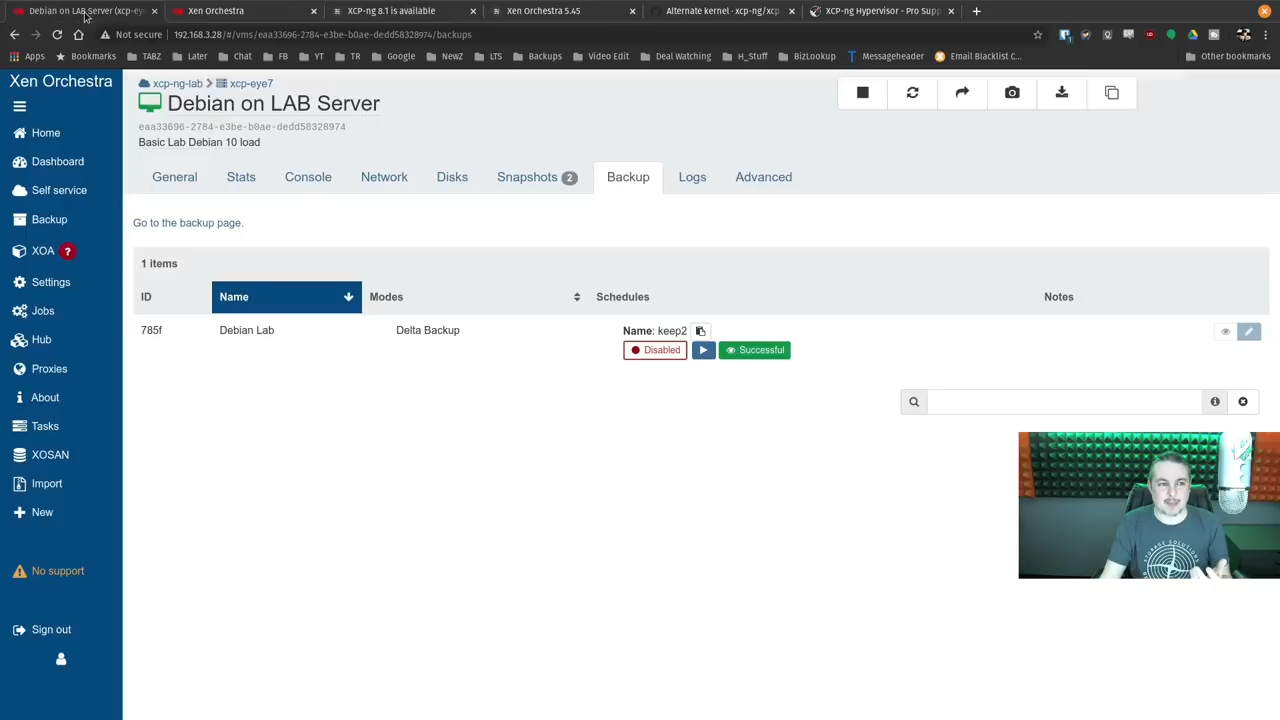 Debian on LAB Server (xcp-eye
Xen Orchestra
XCP-ng 8.1 is available
Xen Orchestra 5.45
Alternate kernel · xcp-ng/xcp
XCP-ng Hypervisor - Pro Supp
Not secure
192.168.3.28/#/vms/eaa33696-2784-e3be-b0ae-dedd58328974/backups
Apps
Bookmarks
TABZ
Later
Chat
FB
YT
TR
Google
NewZ
LTS
Backups
Video Edit
Deal Watching
H_Stuff
BizLookup
Messageheader
Email Blacklist C...
Other bookmarks
Xen Orchestra
Home
Dashboard
Self service
Backup
XOA ?
Settings
Jobs
Hub
Proxies
About
Tasks
XOSAN
Import
New
No support
Sign out
xcp-ng-lab
xcp-eye7
Debian on LAB Server
eaa33696-2784-e3be-b0ae-dedd58328974
Basic Lab Debian 10 load
General
Stats
Console
Network
Disks
Snapshots 2
Backup
Logs
Advanced
Go to the backup page.
1 items
ID
Name
Modes
Schedules
Notes
785f
Debian Lab
Delta Backup
Name: keep2
Disabled
Successful
STORAGE SOLUTIONS